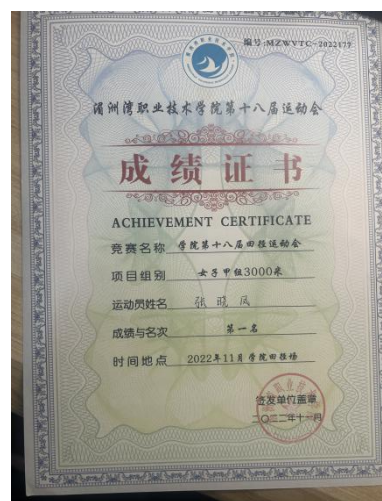 编号:MZWVTC-2022177
湄洲湾职业技术学院第十八届运动会
成绩证书
ACHIEVEMENT CERTIFICATE
竞赛名称 学院第十八届田径运动会
项目组别 女子甲组3000米
运动员姓名 张晓凤
成绩与名次 第一名
时间地点 2022年11月 学院田径场
签发单位盖章
二〇二二年十一月